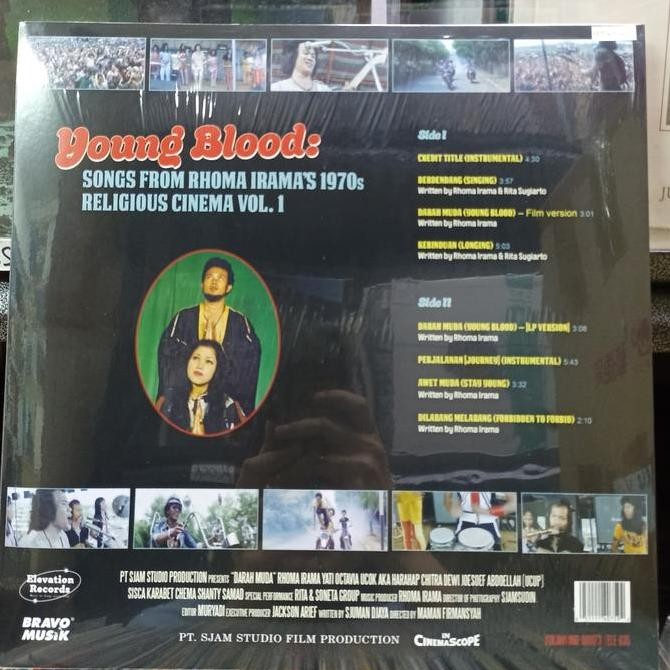 Young Blood:
SONGS FROM RHOMA IRAMA'S 1970s
RELIGIOUS CINEMA VOL. 1
Side I
CREDIT TITLE (INSTRUMENTAL) 4:30
BERDENDANG (SINGING) 3:57
Written by Rhoma Irama & Rita Sugiarto
DARAH MUDA (YOUNG BLOOD) – Film version 3:01
Written by Rhoma Irama
KERINDUAN (LONGING) 5:03
Written by Rhoma Irama & Rita Sugiarto
Side II
DARAH MUDA (YOUNG BLOOD) – [LP VERSION] 3:08
Written by Rhoma Irama
PERJALANAN [JOURNEY] (INSTRUMENTAL) 5:43
AWET MUDA (STAY YOUNG) 3:32
Written by Rhoma Irama
DILARANG MELARANG (FORBIDDEN TO FORBID) 2:10
Written by Rhoma Irama
Elevation
Records
BRAVO
MUSIK
PT SJAM STUDIO PRODUCTION PRESENTS "DARAH MUDA" RHOMA IRAMA YATI OCTAVIA UCOK AKA HARAHAP CHITRA DEWI JOESOEF ABDOELLAH (UCUP)
SISCA KARABET CHEMA SHANTY SAMAD SPECIAL PERFORMANCE RITA & SONETA GROUP MUSIC PRODUCER RHOMA IRAMA DIRECTOR OF PHOTOGRAPHY SJAMSUDIN
EDITOR MURYADI EXECUTIVE PRODUCER JACKSON ARIEF WRITTEN BY SJUMAN DJAYA DIRECTED BY MAMAN FIRMANSYAH
PT. SJAM STUDIO FILM PRODUCTION
IN
CINEMASCOPE